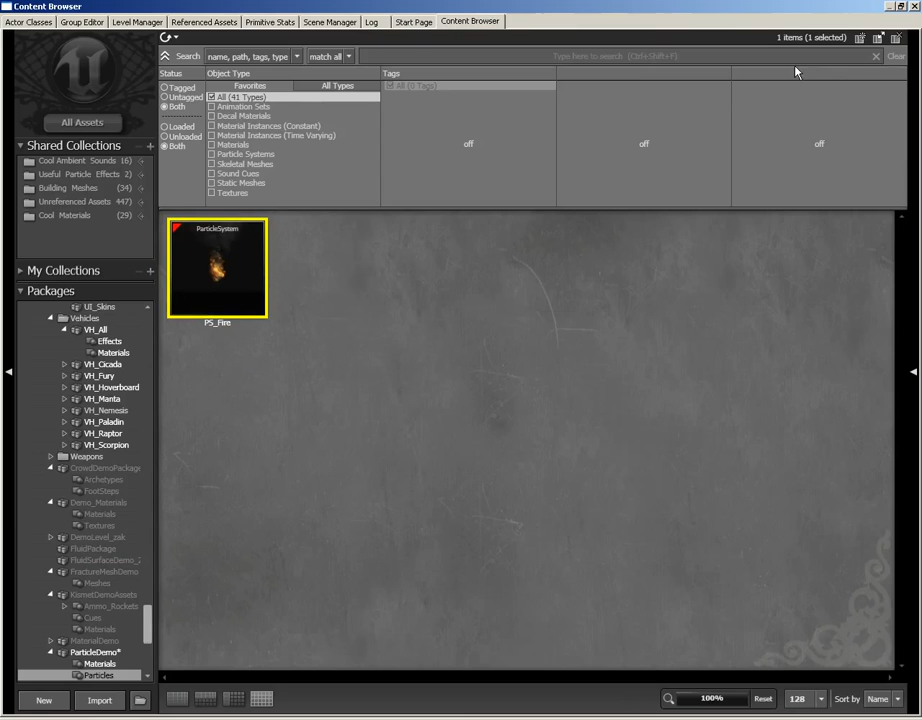 Content Browser
Actor Classes Group Editor Level Manager Referenced Assets Primitive Stats Scene Manager Log Start Page Content Browser
1 items (1 selected)
Search name, path, tags, type match all Type here to search (Ctrl+Shift+F) Clear
Status Object Type Tags
Tagged Favorites All Types All (0 Tags)
Untagged All (41 Types)
Both Animation Sets
Decal Materials
Loaded Material Instances (Constant)
Unloaded Material Instances (Time Varying)
Both Materials
off off off
Particle Systems
Skeletal Meshes
Sound Cues
Static Meshes
Textures
All Assets
Shared Collections
Cool Ambient Sounds 16)
Useful Particle Effects 2)
Building Meshes (34)
Unreferenced Assets 447)
Cool Materials (29)
My Collections
Packages
UI_Skins
Vehicles
VH_All
Effects
Materials
VH_Cicada
VH_Fury
VH_Hoverboard
VH_Manta
VH_Nemesis
VH_Paladin
VH_Raptor
VH_Scorpion
Weapons
CrowdDemoPackage
Archetypes
FootSteps
Demo_Materials
Materials
Textures
DemoLevel_zak
FluidPackage
FluidSurfaceDemo_
FractureMeshDemo
Meshes
KismetDemoAssets
Ammo_Rockets
Cues
Materials
MaterialDemo
ParticleDemo*
Materials
Particles
New Import
ParticleSystem
PS_Fire
100% Reset 128 Sort by Name